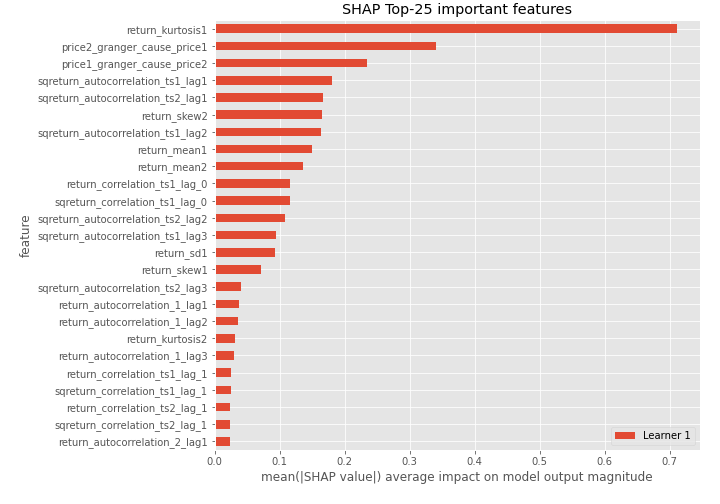 SHAP Top-25 important features
return_kurtosis1
price2_granger_cause_price1
price1_granger_cause_price2
sqreturn_autocorrelation_ts1_lag1
sqreturn_autocorrelation_ts2_lag1
return_skew2
sqreturn_autocorrelation_ts1_lag2
return_mean1
return_mean2
return_correlation_ts1_lag_0
sqreturn_correlation_ts1_lag_0
sqreturn_autocorrelation_ts2_lag2
sqreturn_autocorrelation_ts1_lag3
return_sd1
return_skew1
sqreturn_autocorrelation_ts2_lag3
return_autocorrelation_1_lag1
return_autocorrelation_1_lag2
return_kurtosis2
return_autocorrelation_1_lag3
return_correlation_ts1_lag_1
sqreturn_correlation_ts1_lag_1
return_correlation_ts2_lag_1
sqreturn_correlation_ts2_lag_1
return_autocorrelation_2_lag1
feature
Learner 1
0.0 0.1 0.2 0.3 0.4 0.5 0.6 0.7
mean(|SHAP value|) average impact on model output magnitude